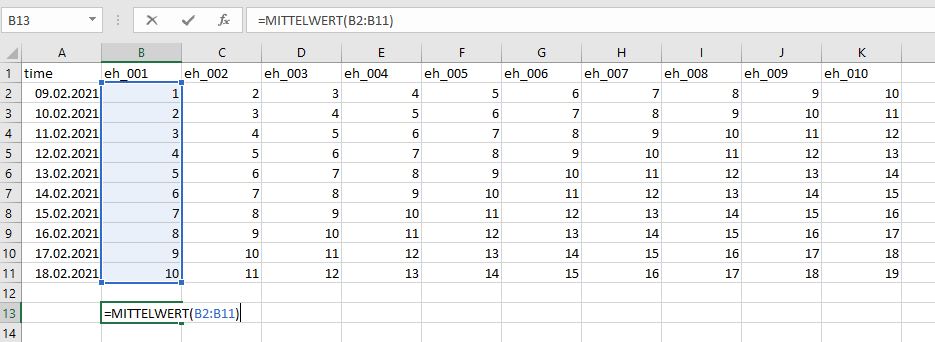 B13 fx =MITTELWERT(B2:B11)
A B C D E F G H I J K
1 time eh_001 eh_002 eh_003 eh_004 eh_005 eh_006 eh_007 eh_008 eh_009 eh_010
2 09.02.2021 1 2 3 4 5 6 7 8 9 10
3 10.02.2021 2 3 4 5 6 7 8 9 10 11
4 11.02.2021 3 4 5 6 7 8 9 10 11 12
5 12.02.2021 4 5 6 7 8 9 10 11 12 13
6 13.02.2021 5 6 7 8 9 10 11 12 13 14
7 14.02.2021 6 7 8 9 10 11 12 13 14 15
8 15.02.2021 7 8 9 10 11 12 13 14 15 16
9 16.02.2021 8 9 10 11 12 13 14 15 16 17
10 17.02.2021 9 10 11 12 13 14 15 16 17 18
11 18.02.2021 10 11 12 13 14 15 16 17 18 19
12
13 =MITTELWERT(B2:B11)
14